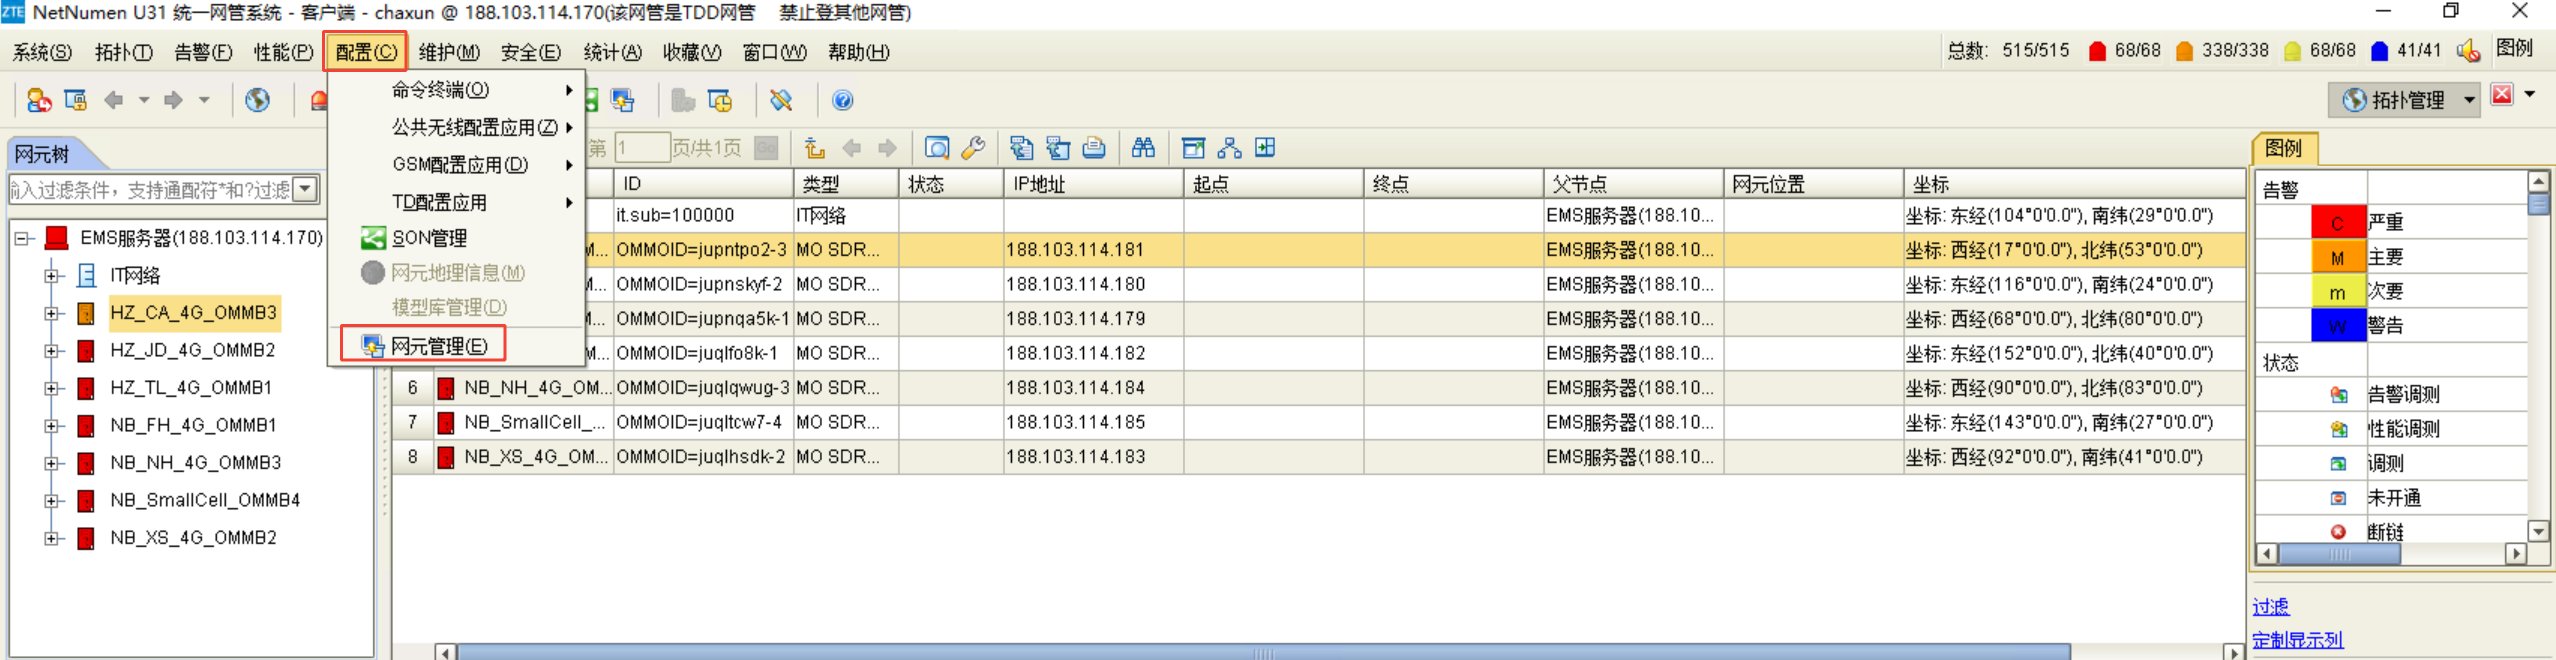 ZTE NetNumen U31 统一网管系统 - 客户端 - chaxun @ 188.103.114.170(该网管是TDD网管 禁止登其他网管)
系统(S) 拓扑(T) 告警(F) 性能(P) 配置(C) 维护(M) 安全(E) 统计(A) 收藏(V) 窗口(W) 帮助(H) 总数: 515/515 68/68 338/338 68/68 41/41 图例
命令终端(O)
公共无线配置应用(Z)
GSM配置应用(D)
TD配置应用
SON管理
网元地理信息(M)
模型库管理(D)
网元管理(E)
拓扑管理
网元树
输入过滤条件，支持通配符*和?过滤
EMS服务器(188.103.114.170)
IT网络
HZ_CA_4G_OMMB3
HZ_JD_4G_OMMB2
HZ_TL_4G_OMMB1
NB_FH_4G_OMMB1
NB_NH_4G_OMMB3
NB_SmallCell_OMMB4
NB_XS_4G_OMMB2
第 1 页/共1页 Go
ID 类型 状态 IP地址 起点 终点 父节点 网元位置 坐标
it.sub=100000 IT网络 EMS服务器(188.10... 坐标: 东经(104°0'0.0"), 南纬(29°0'0.0")
M... OMMOID=jupntpo2-3 MO SDR... 188.103.114.181 EMS服务器(188.10... 坐标: 西经(17°0'0.0"), 北纬(53°0'0.0")
M... OMMOID=jupnskyf-2 MO SDR... 188.103.114.180 EMS服务器(188.10... 坐标: 东经(116°0'0.0"), 南纬(24°0'0.0")
M... OMMOID=jupnqa5k-1 MO SDR... 188.103.114.179 EMS服务器(188.10... 坐标: 西经(68°0'0.0"), 北纬(80°0'0.0")
M... OMMOID=juqlfo8k-1 MO SDR... 188.103.114.182 EMS服务器(188.10... 坐标: 东经(152°0'0.0"), 北纬(40°0'0.0")
6 NB_NH_4G_OM... OMMOID=juqlqwug-3 MO SDR... 188.103.114.184 EMS服务器(188.10... 坐标: 西经(90°0'0.0"), 北纬(83°0'0.0")
7 NB_SmallCell_... OMMOID=juqltcw7-4 MO SDR... 188.103.114.185 EMS服务器(188.10... 坐标: 东经(143°0'0.0"), 南纬(27°0'0.0")
8 NB_XS_4G_OM... OMMOID=juqlhsdk-2 MO SDR... 188.103.114.183 EMS服务器(188.10... 坐标: 西经(92°0'0.0"), 南纬(41°0'0.0")
图例
告警
C 严重
M 主要
m 次要
W 警告
状态
告警调测
性能调测
调测
未开通
断链
过滤
定制显示列